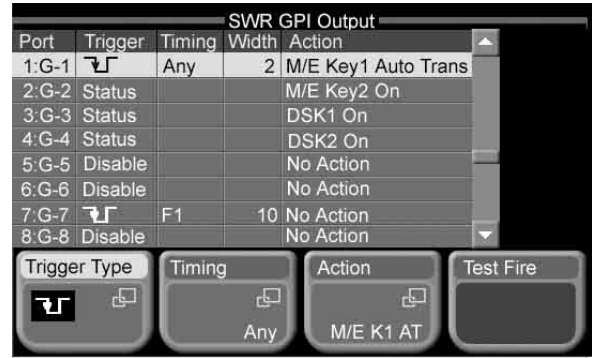 SWR GPI Output
Port Trigger Timing Width Action
1:G-1 Any 2 M/E Key1 Auto Trans
2:G-2 Status M/E Key2 On
3:G-3 Status DSK1 On
4:G-4 Status DSK2 On
5:G-5 Disable No Action
6:G-6 Disable No Action
7:G-7 F1 10 No Action
8:G-8 Disable No Action
Trigger Type Timing Action Test Fire
Any M/E K1 AT